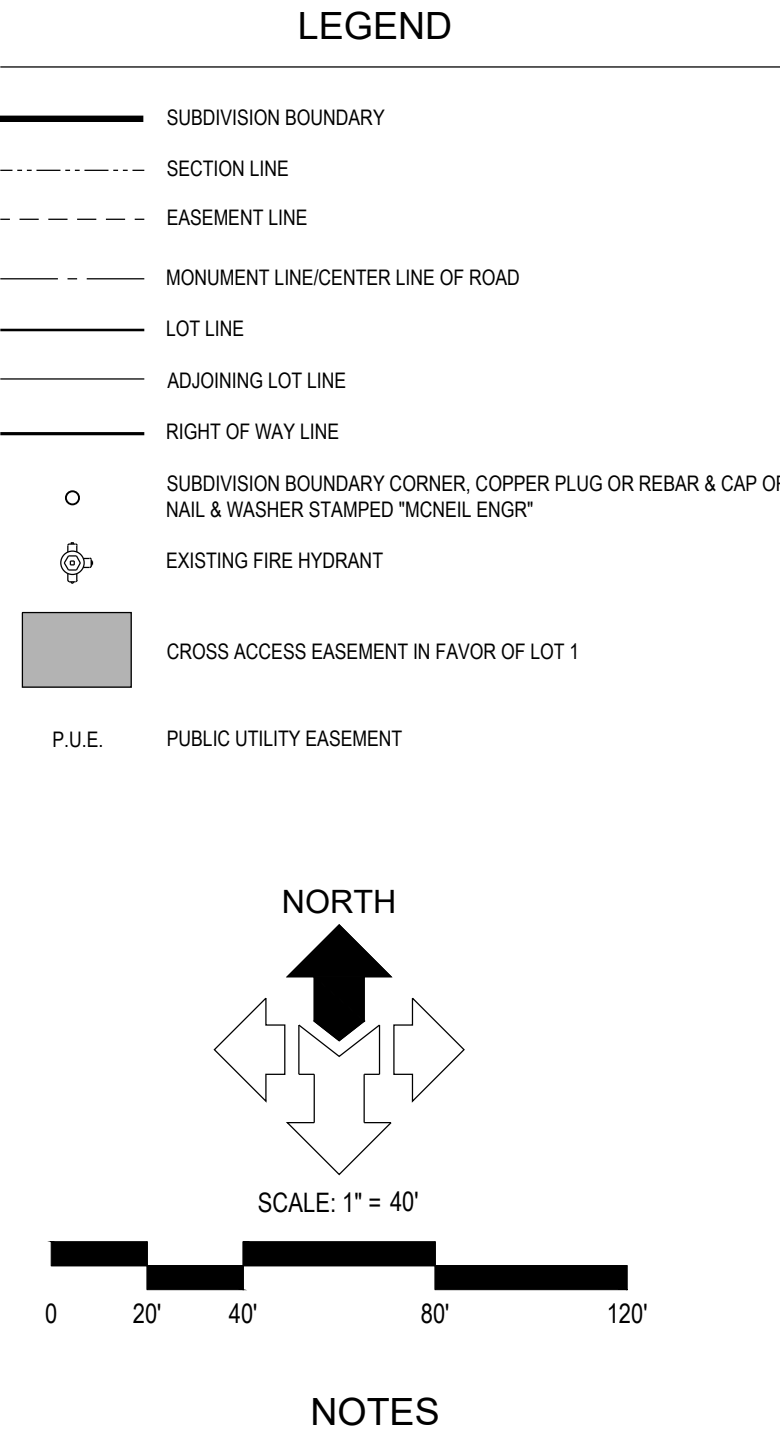 LEGEND
SUBDIVISION BOUNDARY
SECTION LINE
EASEMENT LINE
MONUMENT LINE/CENTER LINE OF ROAD
LOT LINE
ADJOINING LOT LINE
RIGHT OF WAY LINE
SUBDIVISION BOUNDARY CORNER, COPPER PLUG OR REBAR & CAP
NAIL & WASHER STAMPED "MCNEIL ENGR"
EXISTING FIRE HYDRANT
CROSS ACCESS EASEMENT IN FAVOR OF LOT 1
P.U.E. PUBLIC UTILITY EASEMENT
NORTH
SCALE: 1" = 40'
0 20' 40' 80' 120'
NOTES